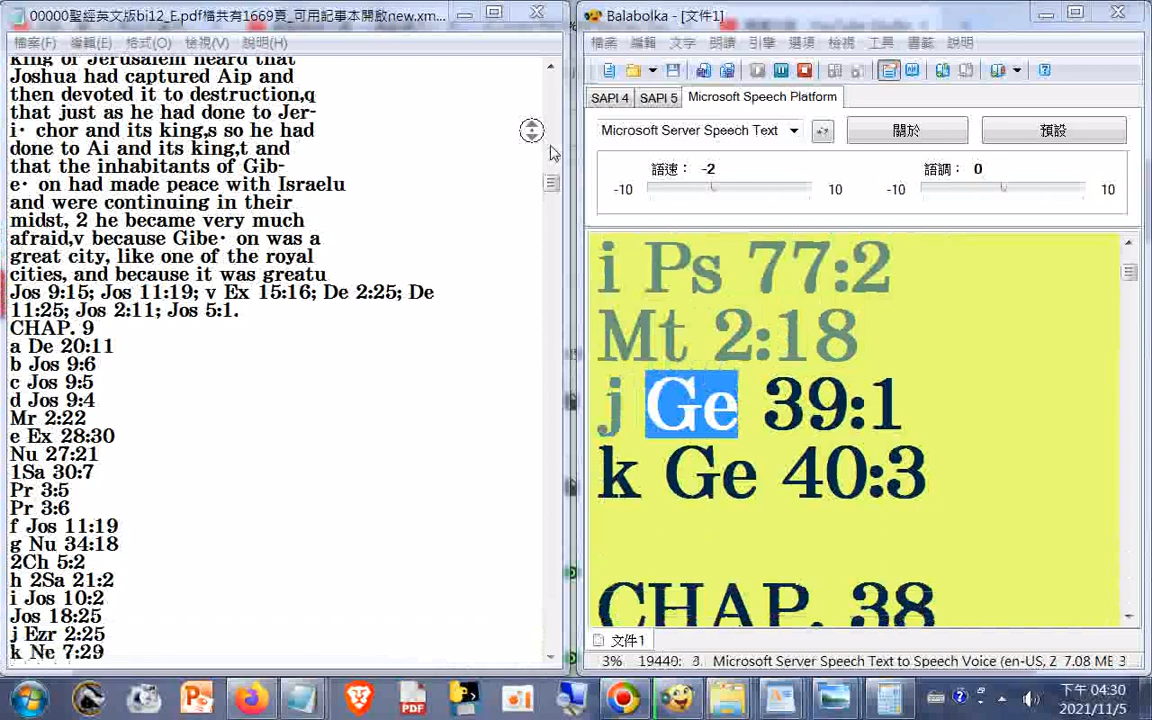 00000聖經英文版bi12_E.pdf檔共有1669頁_可用記事本開啟new.xm...
檔案(F) 編輯(E) 格式(O) 檢視(V) 說明(H)
king of Jerusalem heard that
Joshua had captured Aip and
then devoted it to destruction,q
that just as he had done to Jer-
i· chor and its king,s so he had
done to Ai and its king,t and
that the inhabitants of Gib-
e· on had made peace with Israelu
and were continuing in their
midst, 2 he became very much
afraid,v because Gibe· on was a
great city, like one of the royal
cities, and because it was greatu
Jos 9:15; Jos 11:19; v Ex 15:16; De 2:25; De
11:25; Jos 2:11; Jos 5:1.
CHAP. 9
a De 20:11
b Jos 9:6
c Jos 9:5
d Jos 9:4
Mr 2:22
e Ex 28:30
Nu 27:21
1Sa 30:7
Pr 3:5
Pr 3:6
f Jos 11:19
g Nu 34:18
2Ch 5:2
h 2Sa 21:2
i Jos 10:2
Jos 18:25
j Ezr 2:25
k Ne 7:29
Balabolka - [文件1]
檔案 編輯 文字 朗讀 引擎 選項 檢視 工具 書籤 說明
SAPI 4 SAPI 5 Microsoft Speech Platform
Microsoft Server Speech Text 關於 預設
語速: -2 語調: 0
-10 10 -10 10
i Ps 77:2
Mt 2:18
j Ge 39:1
k Ge 40:3
CHAP. 38
文件1
3% 19440: 3. Microsoft Server Speech Text to Speech Voice (en-US, Z 7.08 MB 3
PDF
下午 04:30
2021/11/5